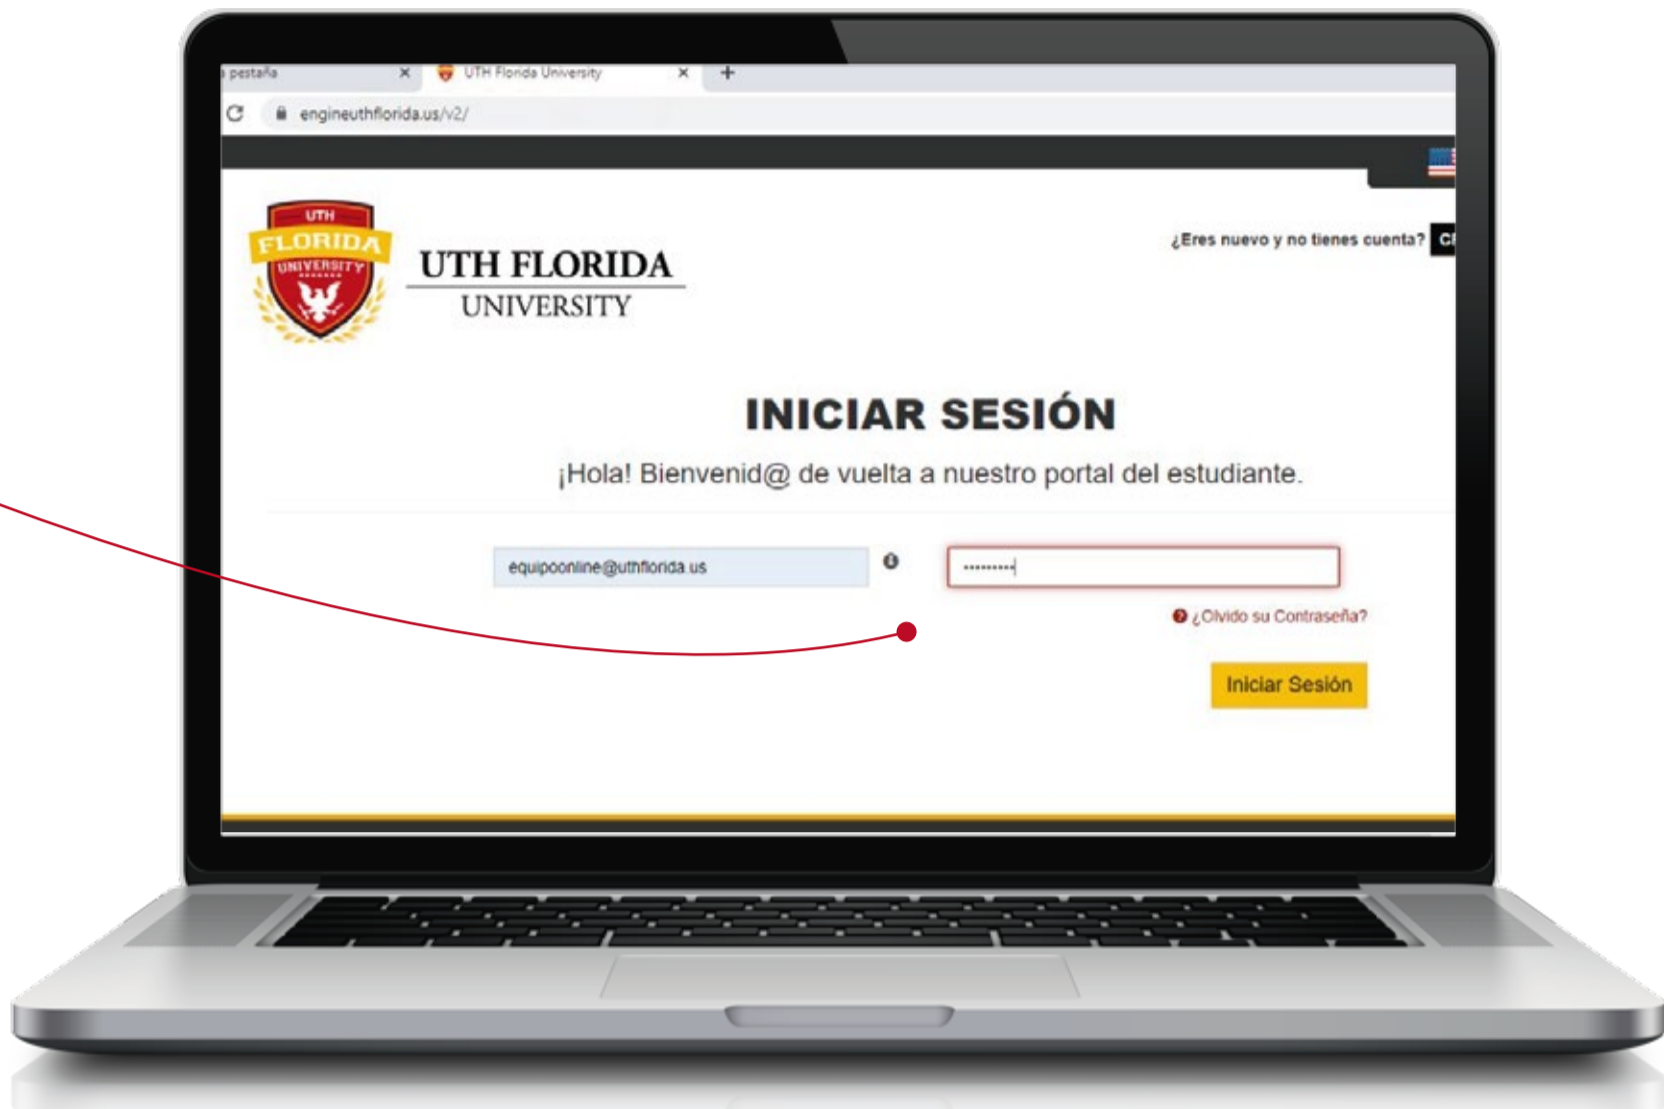 pestaña
UTH Florida University
engineuthflorida.us/v2/
UTH
FLORIDA
UNIVERSITY
UTH FLORIDA
UNIVERSITY
¿Eres nuevo y no tienes cuenta?
INICIAR SESIÓN
¡Hola! Bienvenid@ de vuelta a nuestro portal del estudiante.
equipoonline@uthflorida.us
¿Olvido su Contraseña?
Iniciar Sesión